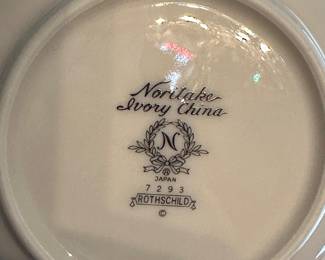 Noritake
Ivory China
N
®
JAPAN
7293
ROTHSCHILD
©